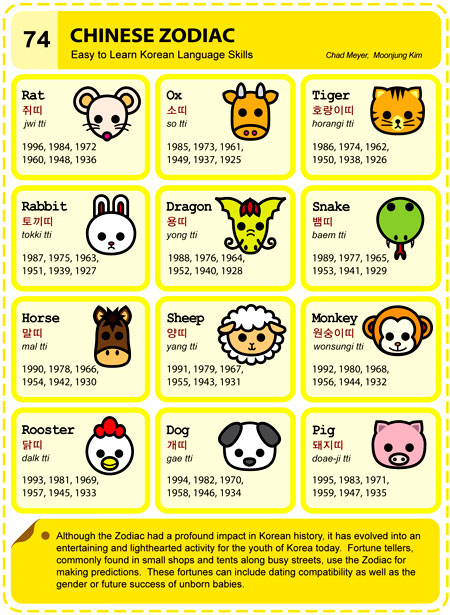 74
CHINESE ZODIAC
Easy to Learn Korean Language Skills
Chad Meyer, Moonjung Kim
Rat
쥐띠
jwi tti
1996, 1984, 1972
1960, 1948, 1936
Ox
소띠
so tti
1985, 1973, 1961,
1949, 1937, 1925
Tiger
호랑이띠
horangi tti
1986, 1974, 1962,
1950, 1938, 1926
Rabbit
토끼띠
tokki tti
1987, 1975, 1963,
1951, 1939, 1927
Dragon
용띠
yong tti
1988, 1976, 1964,
1952, 1940, 1928
Snake
뱀띠
baem tti
1989, 1977, 1965,
1953, 1941, 1929
Horse
말띠
mal tti
1990, 1978, 1966,
1954, 1942, 1930
Sheep
양띠
yang tti
1991, 1979, 1967,
1955, 1943, 1931
Monkey
원숭이띠
wonsungi tti
1992, 1980, 1968,
1956, 1944, 1932
Rooster
닭띠
dalk tti
1993, 1981, 1969,
1957, 1945, 1933
Dog
개띠
gae tti
1994, 1982, 1970,
1958, 1946, 1934
Pig
돼지띠
doae-ji tti
1995, 1983, 1971,
1959, 1947, 1935
Although the Zodiac had a profound impact in Korean history, it has evolved into an
entertaining and lighthearted activity for the youth of Korea today. Fortune tellers,
commonly found in small shops and tents along busy streets, use the Zodiac for
making predictions. These fortunes can include dating compatibility as well as the
gender or future success of unborn babies.